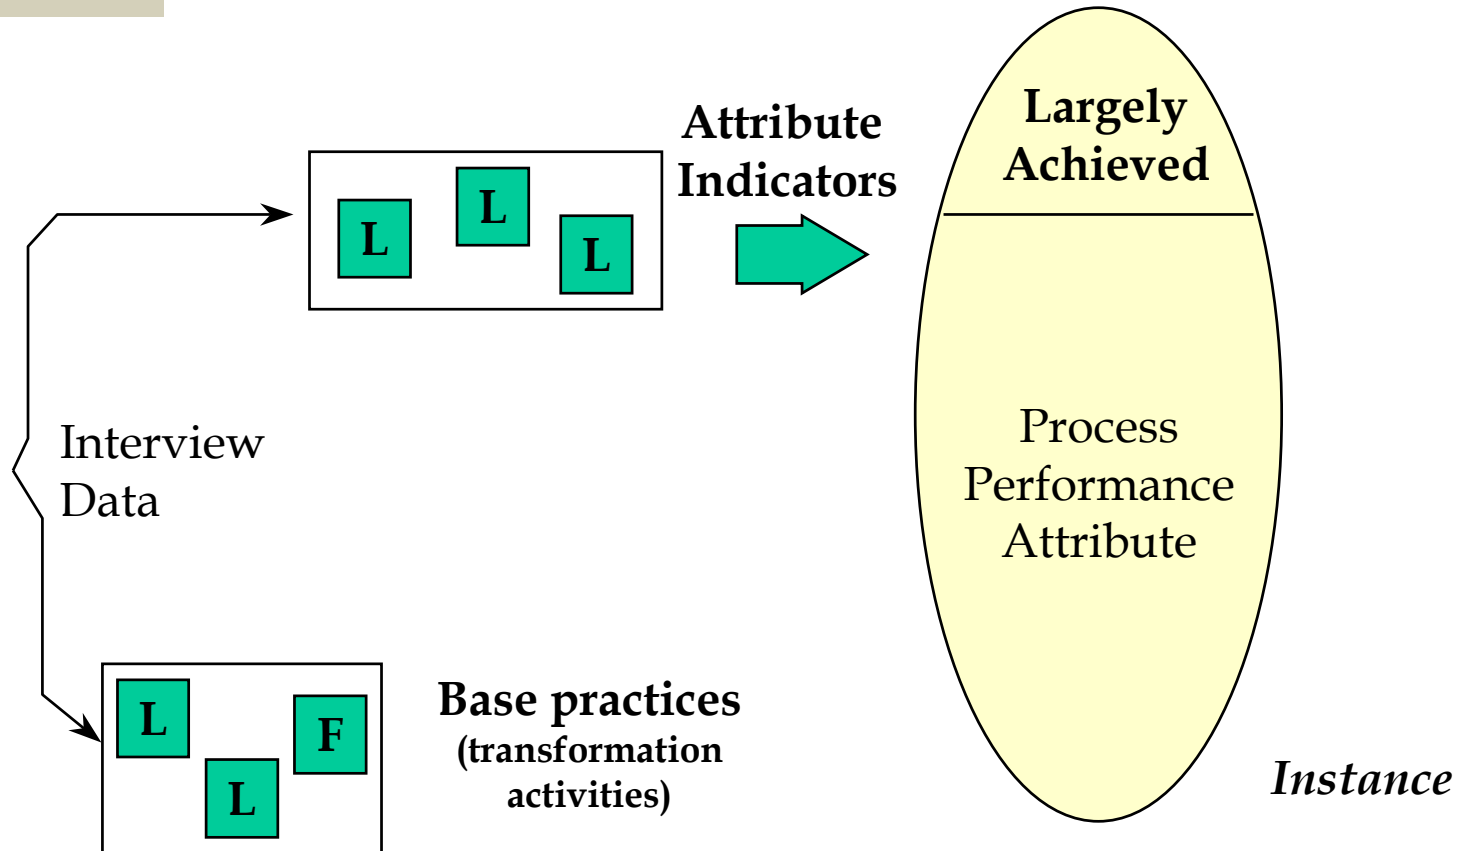 Attribute
Indicators
Largely
Achieved
L
L
L
Interview
Data
Process
Performance
Attribute
L
F
L
Base practices
(transformation
activities)
Instance